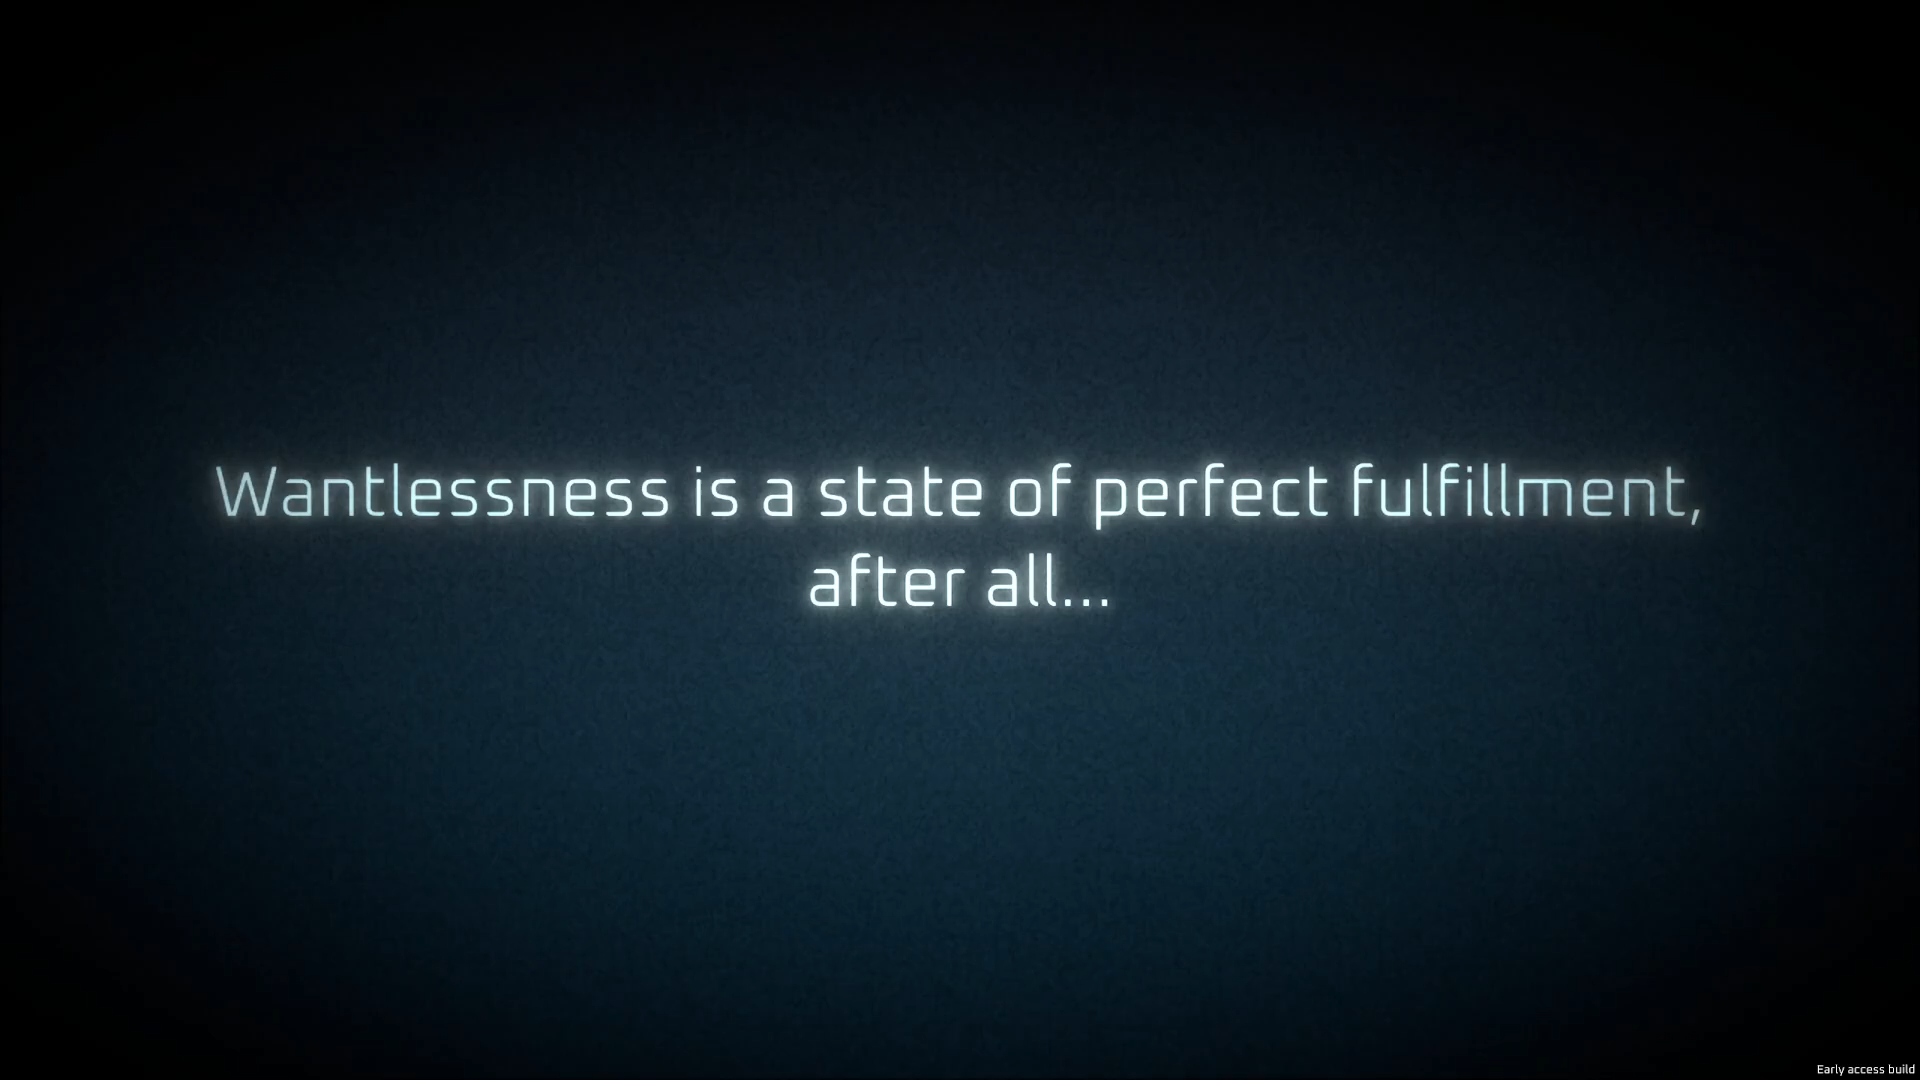 Wantlessness is a state of perfect fulfillment,
after all...
Early access build